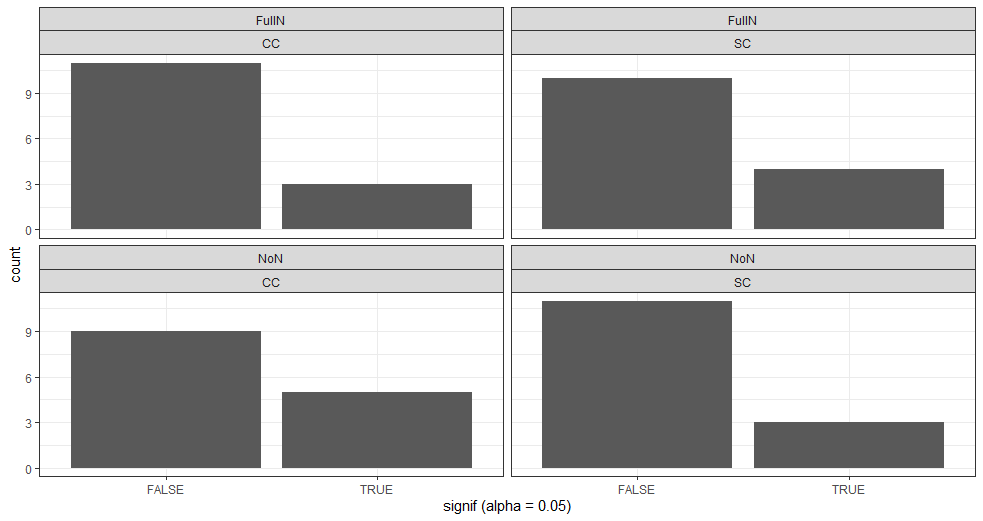 FullN
FullN
CC
SC
9
6
3
0
NoN
NoN
CC
SC
9
6
3
0
count
FALSE
TRUE
FALSE
TRUE
signif (alpha = 0.05)